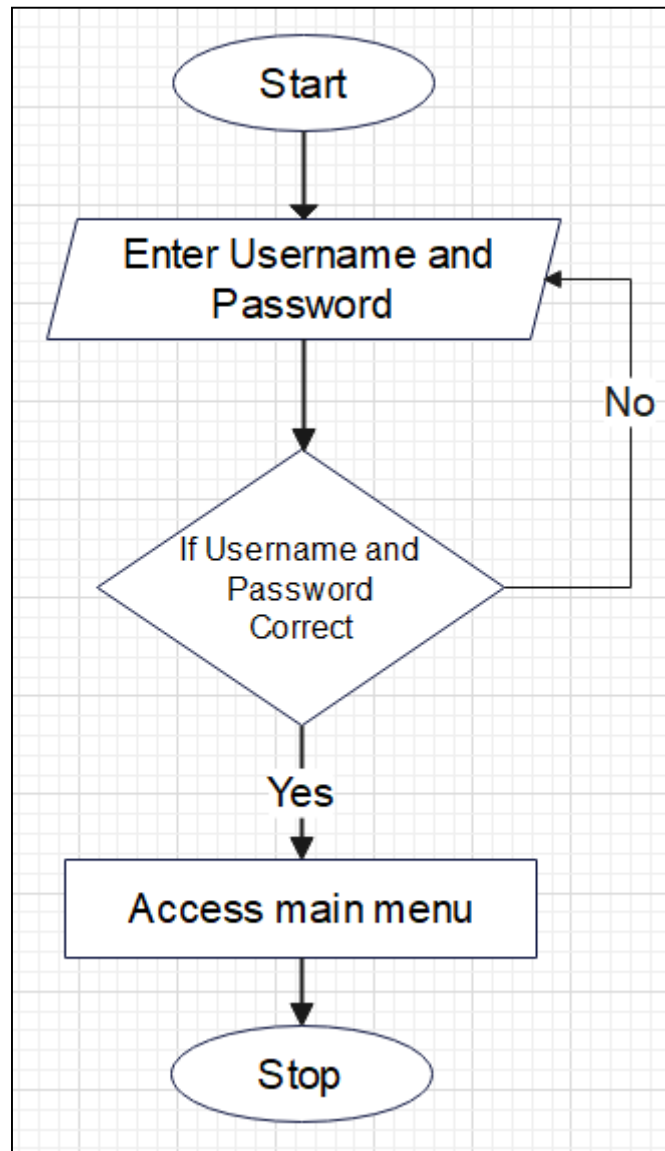 Start
Enter Username and
Password
No
If Username and
Password
Correct
Yes
Access main menu
Stop